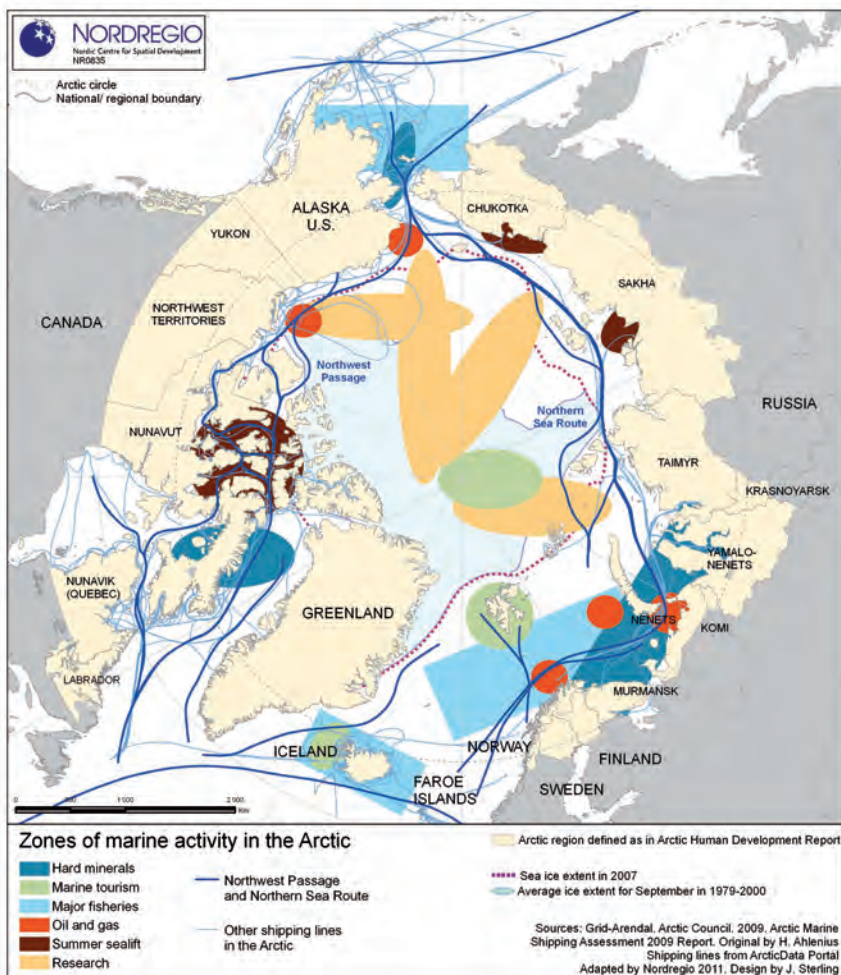 NORDREGIO
Nordic Centre for Spatial Development
NR0835
Arctic circle
National/ regional boundary
ALASKA
U.S.
CHUKOTKA
YUKON
SAKHA
NORTHWEST
TERRITORIES
CANADA
Northwest
Passage
Northern
Sea Route
RUSSIA
NUNAVUT
TAIMYR
KRASNOYARSK
YAMALO-
NENETS
NUNAVIK
(QUEBEC)
GREENLAND
NENETS
KOMI
LABRADOR
MURMANSK
ICELAND
NORWAY
FINLAND
FAROE
ISLANDS
SWEDEN
0
2 000
Km
Zones of marine activity in the Arctic
Hard minerals
Marine tourism
Major fisheries
Oil and gas
Summer sealift
Research
Northwest Passage
and Northern Sea Route
Other shipping lines
in the Arctic
Arctic region defined as in Arctic Human Development Report
Sea ice extent in 2007
Average ice extent for September in 1979-2000
Sources: Grid-Arendal. Arctic Council. 2009. Arctic Marine
Shipping Assessment 2009 Report. Original by H. Ahlenius
Shipping lines from ArcticData Portal
Adapted by Nordregio 2011. Design by J. Sterling